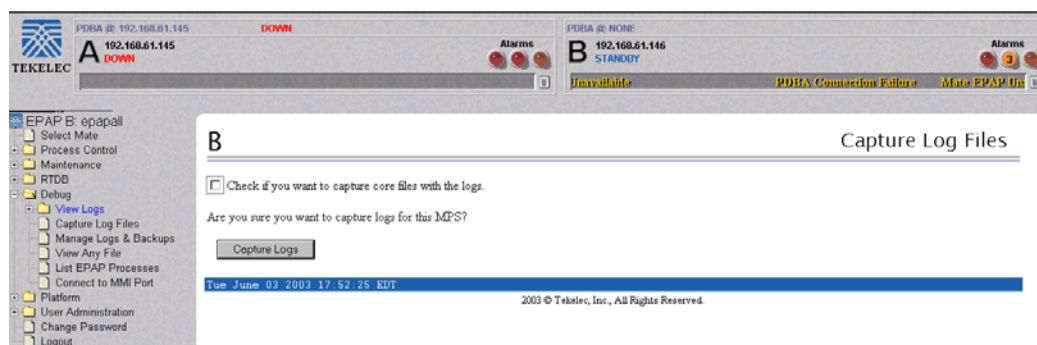 PDBA @ 192.168.61.145 DOWN
A 192.168.61.145
DOWN
Alarms
TEKELEC
PDBA @ NONE
B 192.168.61.146
STANDBY
Alarms
3
Unavailable PDBA Connection Failure Mate EPAP
EPAP B: epapall
Select Mate
Process Control
Maintenance
RTDB
Debug
View Logs
Capture Log Files
Manage Logs & Backups
View Any File
List EPAP Processes
Connect to MMI Port
Platform
User Administration
Change Password
Logout
B Capture Log Files
Check if you want to capture core files with the logs.
Are you sure you want to capture logs for this MPS?
Capture Logs
Tue June 03 2003 17:52:25 EDT
2003 © Tekelec, Inc., All Rights Reserved.